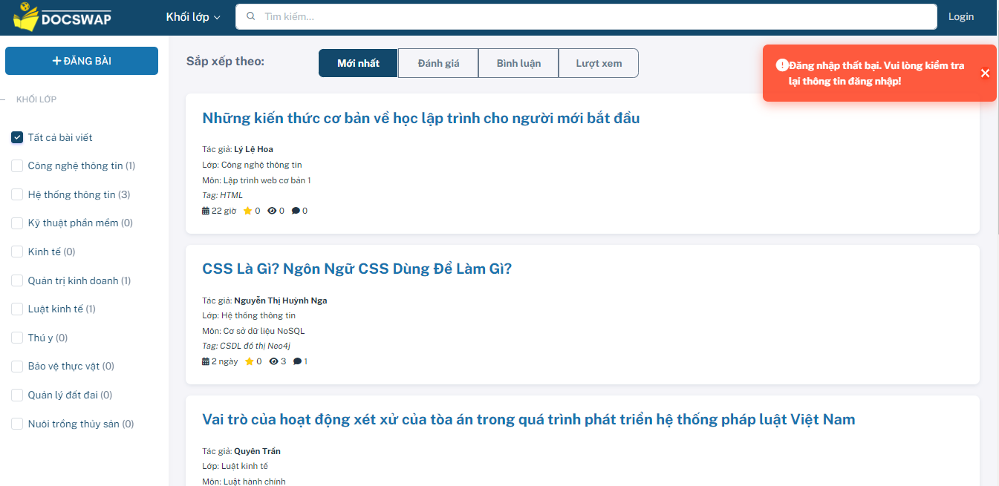 DOCSWAP
Khối lớp
Tìm kiếm...
Login
ĐĂNG BÀI
Sắp xếp theo:
Mới nhất
Đánh giá
Bình luận
Lượt xem
Đăng nhập thất bại. Vui lòng kiểm tra
lại thông tin đăng nhập!
KHỐI LỚP
Tất cả bài viết
Công nghệ thông tin (1)
Hệ thống thông tin (3)
Kỹ thuật phần mềm (0)
Kinh tế (0)
Quản trị kinh doanh (1)
Luật kinh tế (1)
Thú y (0)
Bảo vệ thực vật (0)
Quản lý đất đai (0)
Nuôi trồng thủy sản (0)
Những kiến thức cơ bản về học lập trình cho người mới bắt đầu
Tác giả: Lý Lệ Hoa
Lớp: Công nghệ thông tin
Môn: Lập trình web cơ bản 1
Tag: HTML
22 giờ 0 0 0
CSS Là Gì? Ngôn Ngữ CSS Dùng Để Làm Gì?
Tác giả: Nguyễn Thị Huỳnh Nga
Lớp: Hệ thống thông tin
Môn: Cơ sở dữ liệu NoSQL
Tag: CSDL đồ thị Neo4j
2 ngày 0 3 1
Vai trò của hoạt động xét xử của tòa án trong quá trình phát triển hệ thống pháp luật Việt Nam
Tác giả: Quyên Trần
Lớp: Luật kinh tế
Môn: Luật hành chính